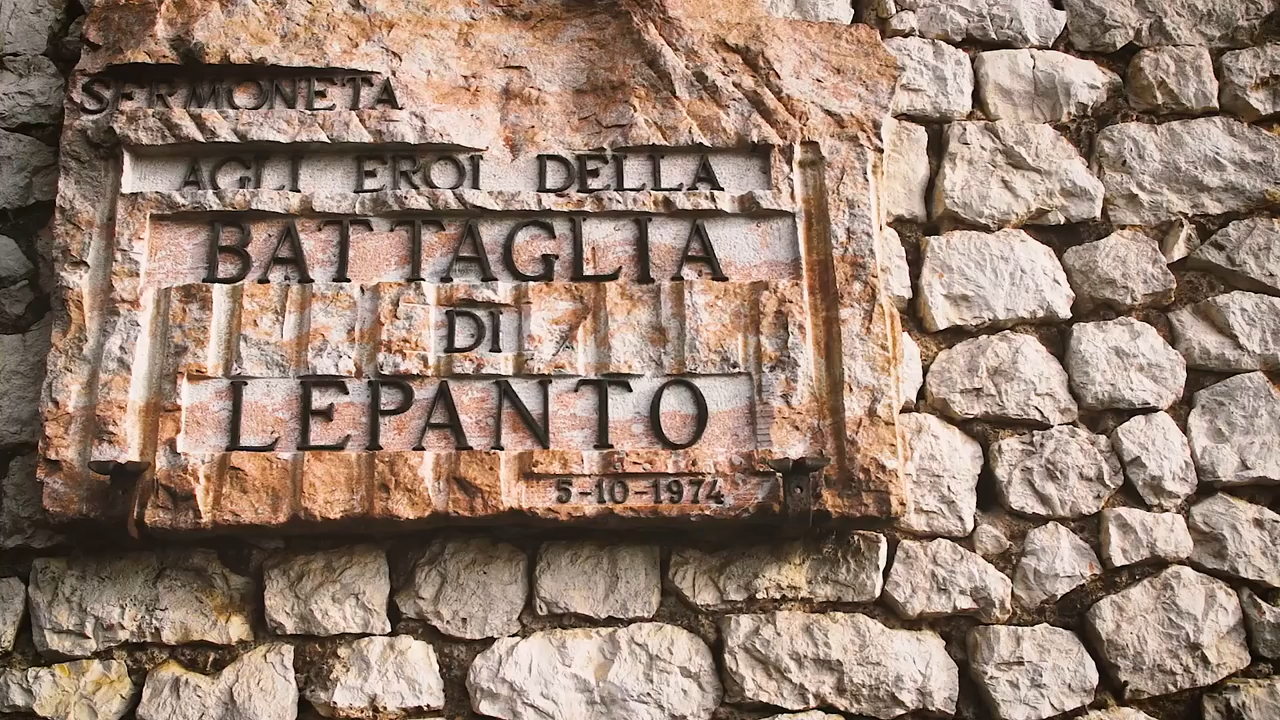 SERMONETA
AGLI EROI DELLA
BATTAGLIA
DI
LEPANTO
5-10-1974